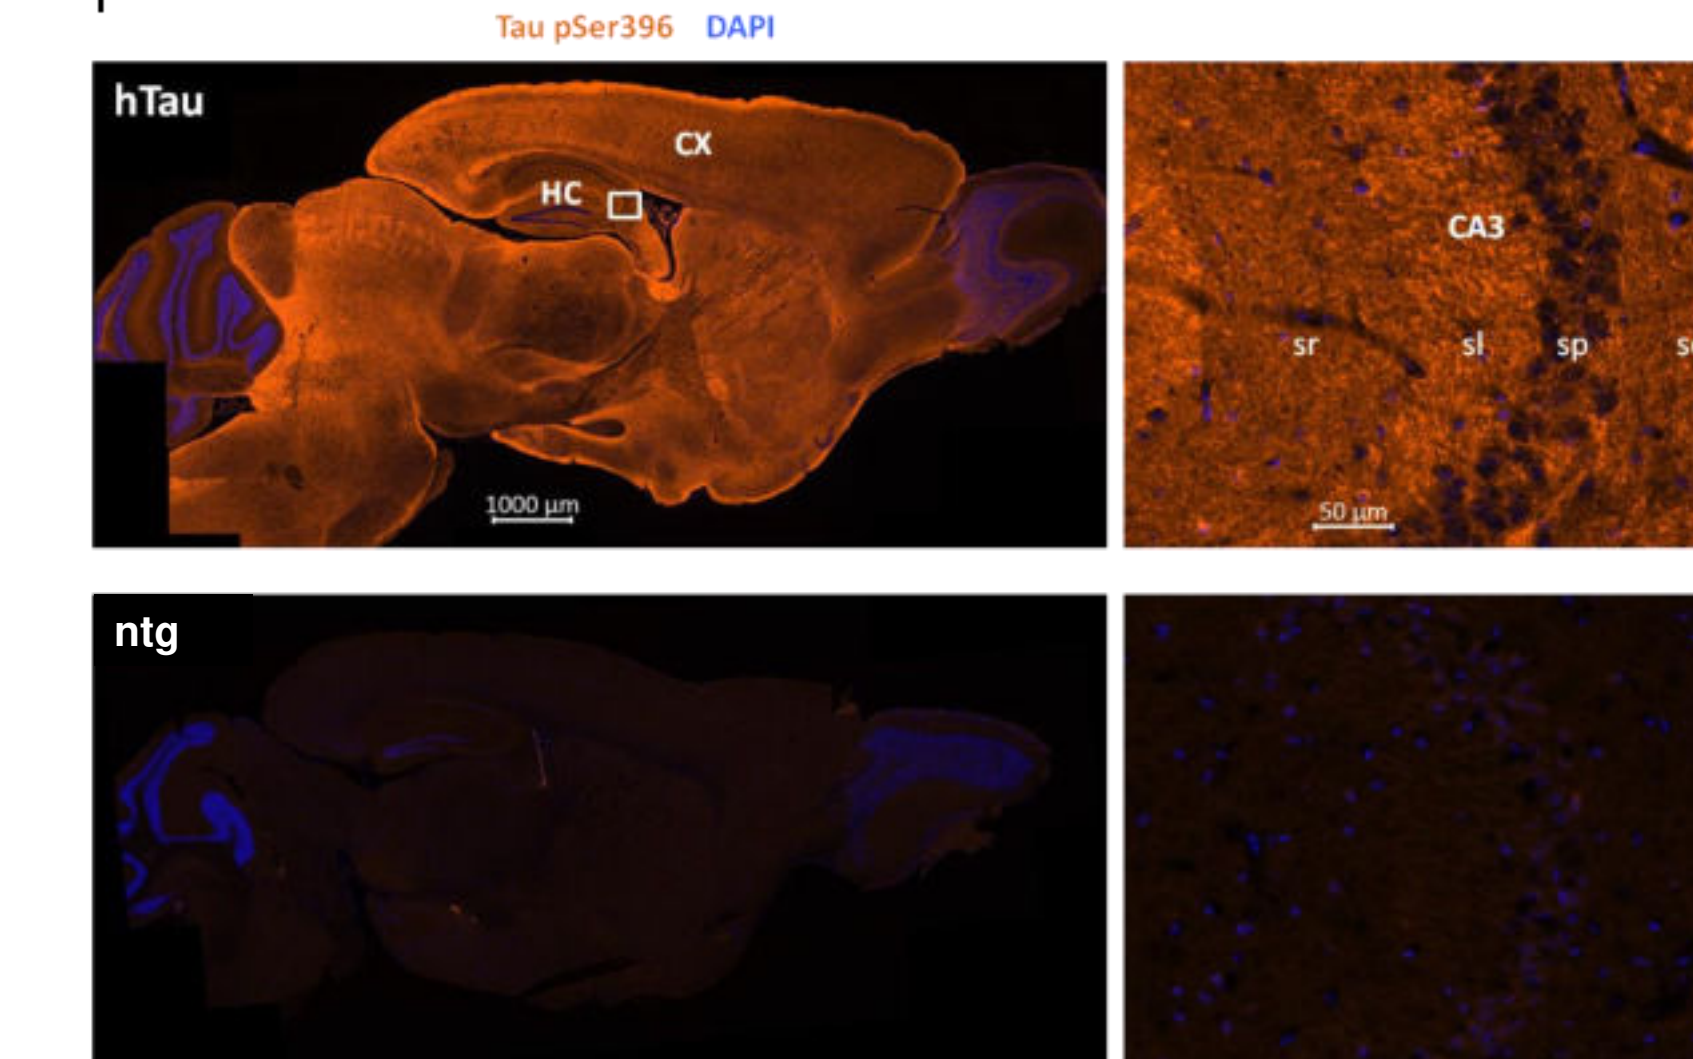 Tau pSer396 DAPI
hTau
CX
HC
1000 µm
CA3
sr sl sp
50 µm
ntg